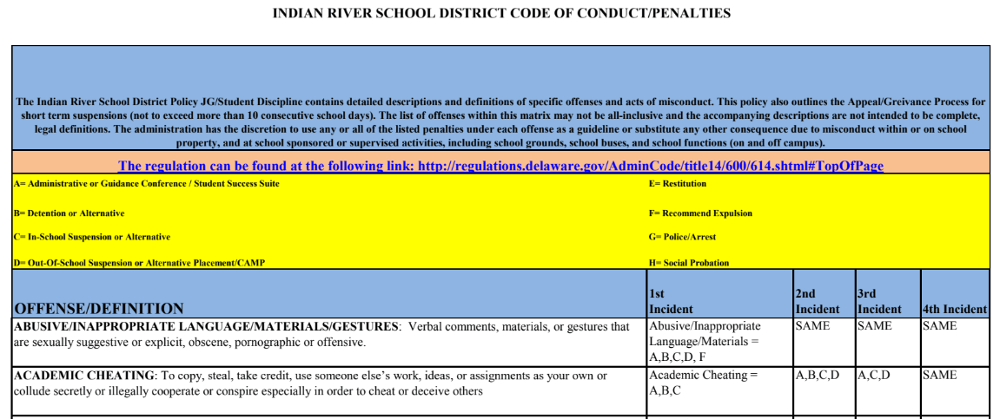 INDIAN RIVER SCHOOL DISTRICT CODE OF CONDUCT/PENALTIES
The Indian River School District Policy JG/Student Discipline contains detailed descriptions and definitions of specific offenses and acts of misconduct. This policy also outlines the Appeal/Greivance Process for
short term suspensions (not to exceed more than 10 consecutive school days). The list of offenses within this matrix may not be all-inclusive and the accompanying descriptions are not intended to be complete,
legal definitions. The administration has the discretion to use any or all of the listed penalties under each offense as a guideline or substitute any other consequence due to misconduct within or on school
property, and at school sponsored or supervised activities, including school grounds, school buses, and school functions (on and off campus).
The regulation can be found at the following link: http://regulations.delaware.gov/AdminCode/title14/600/614.shtml#TopOfPage
A= Administrative or Guidance Conference / Student Success Suite
E= Restitution
B= Detention or Alternative
F= Recommend Expulsion
C= In-School Suspension or Alternative
G= Police/Arrest
D= Out-Of-School Suspension or Alternative Placement/CAMP
H= Social Probation
OFFENSE/DEFINITION
1st
Incident
2nd
Incident
3rd
Incident
4th Incident
ABUSIVE/INAPPROPRIATE LANGUAGE/MATERIALS/GESTURES: Verbal comments, materials, or gestures that
are sexually suggestive or explicit, obscene, pornographic or offensive.
Abusive/Inappropriate
Language/Materials =
A,B,C,D, F
SAME
SAME
SAME
ACADEMIC CHEATING: To copy, steal, take credit, use someone else's work, ideas, or assignments as your own or
collude secretly or illegally cooperate or conspire especially in order to cheat or deceive others
Academic Cheating =
A,B,C
A,B,C,D
A,C,D
SAME